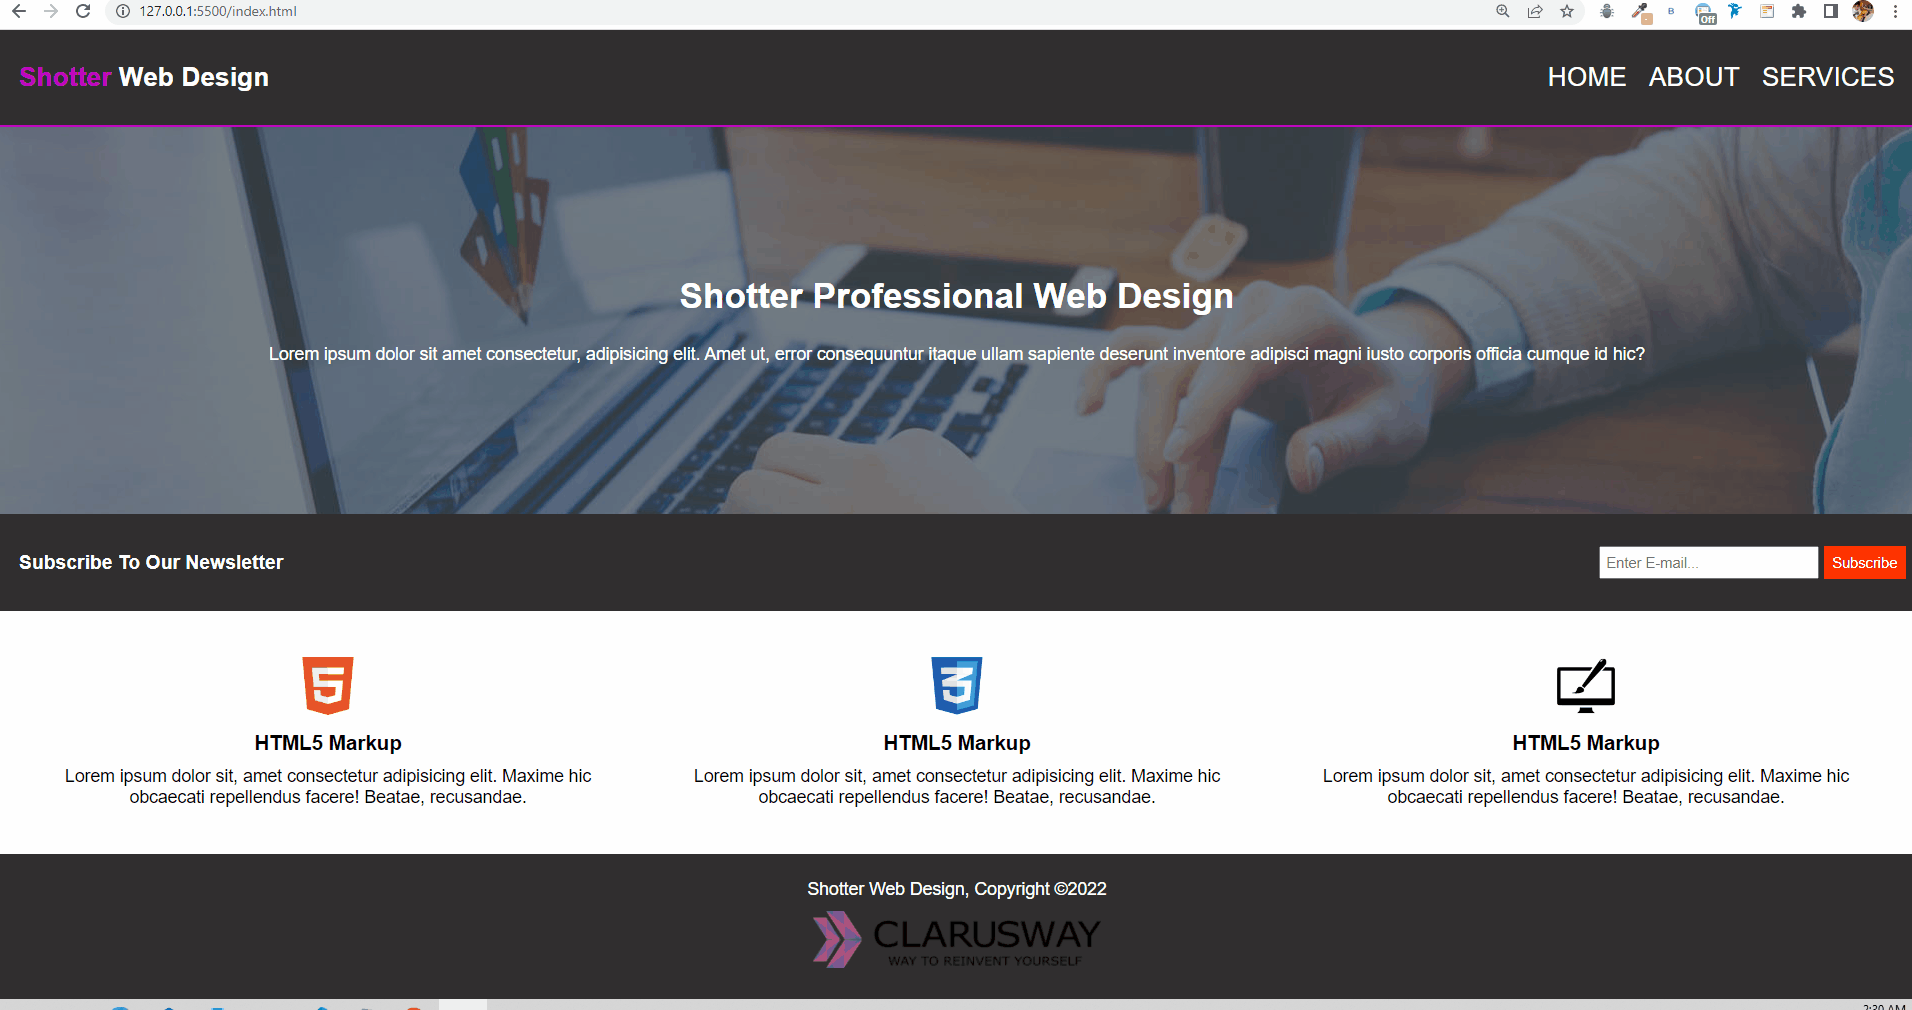 127.0.0.1:5500/index.html
Off
Shotter Web Design
HOME ABOUT SERVICES
Shotter Professional Web Design
Lorem ipsum dolor sit amet consectetur, adipisicing elit. Amet ut, error consequuntur itaque ullam sapiente deserunt inventore adipisci magni iusto corporis officia cumque id hic?
Subscribe To Our Newsletter
Enter E-mail...
Subscribe
HTML5 Markup
Lorem ipsum dolor sit, amet consectetur adipisicing elit. Maxime hic
obcaecati repellendus facere! Beatae, recusandae.
HTML5 Markup
Lorem ipsum dolor sit, amet consectetur adipisicing elit. Maxime hic
obcaecati repellendus facere! Beatae, recusandae.
HTML5 Markup
Lorem ipsum dolor sit, amet consectetur adipisicing elit. Maxime hic
obcaecati repellendus facere! Beatae, recusandae.
Shotter Web Design, Copyright ©2022
CLARUSWAY
WAY TO REINVENT YOURSELF